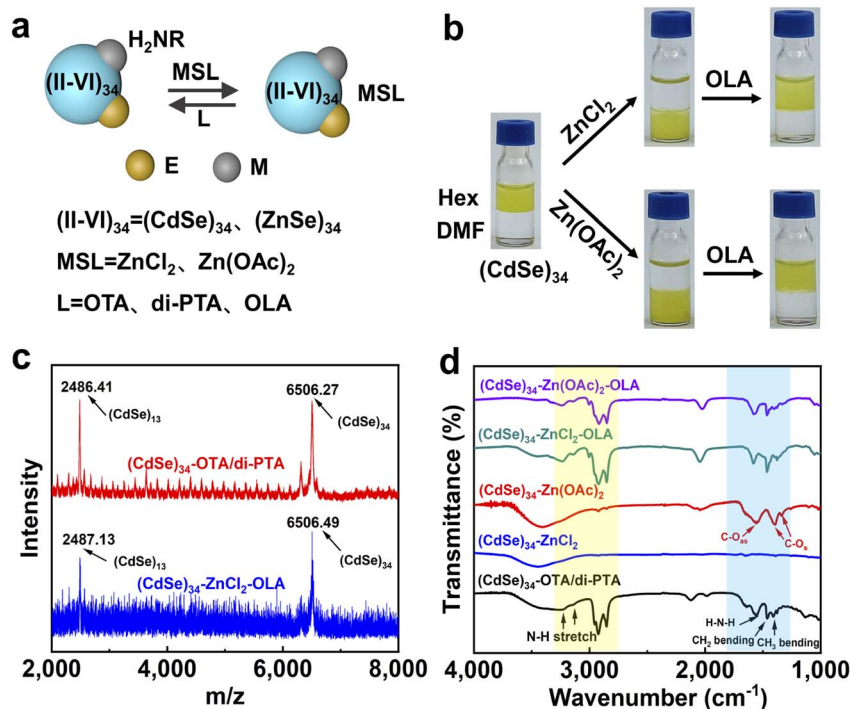 a
H₂NR
(II-VI)₃₄
MSL
L
(II-VI)₃₄
MSL
E
M
(II-VI)₃₄=(CdSe)₃₄、(ZnSe)₃₄
MSL=ZnCl₂、Zn(OAc)₂
L=OTA、di-PTA、OLA
b
Hex
DMF
(CdSe)₃₄
ZnCl₂
OLA
Zn(OAc)₂
OLA
c
2486.41
(CdSe)₁₃
6506.27
(CdSe)₃₄
(CdSe)₃₄-OTA/di-PTA
2487.13
(CdSe)₁₃
6506.49
(CdSe)₃₄
(CdSe)₃₄-ZnCl₂-OLA
Intensity
2,000 4,000 6,000 8,000
m/z
d
(CdSe)₃₄-Zn(OAc)₂-OLA
(CdSe)₃₄-ZnCl₂-OLA
(CdSe)₃₄-Zn(OAc)₂
C-Oₐₛ
C-Oₛ
(CdSe)₃₄-ZnCl₂
(CdSe)₃₄-OTA/di-PTA
N-H stretch
H-N-H
CH₂ bending
CH₃ bending
Transmittance (%)
4,000 3,000 2,000 1,000
Wavenumber (cm⁻¹)